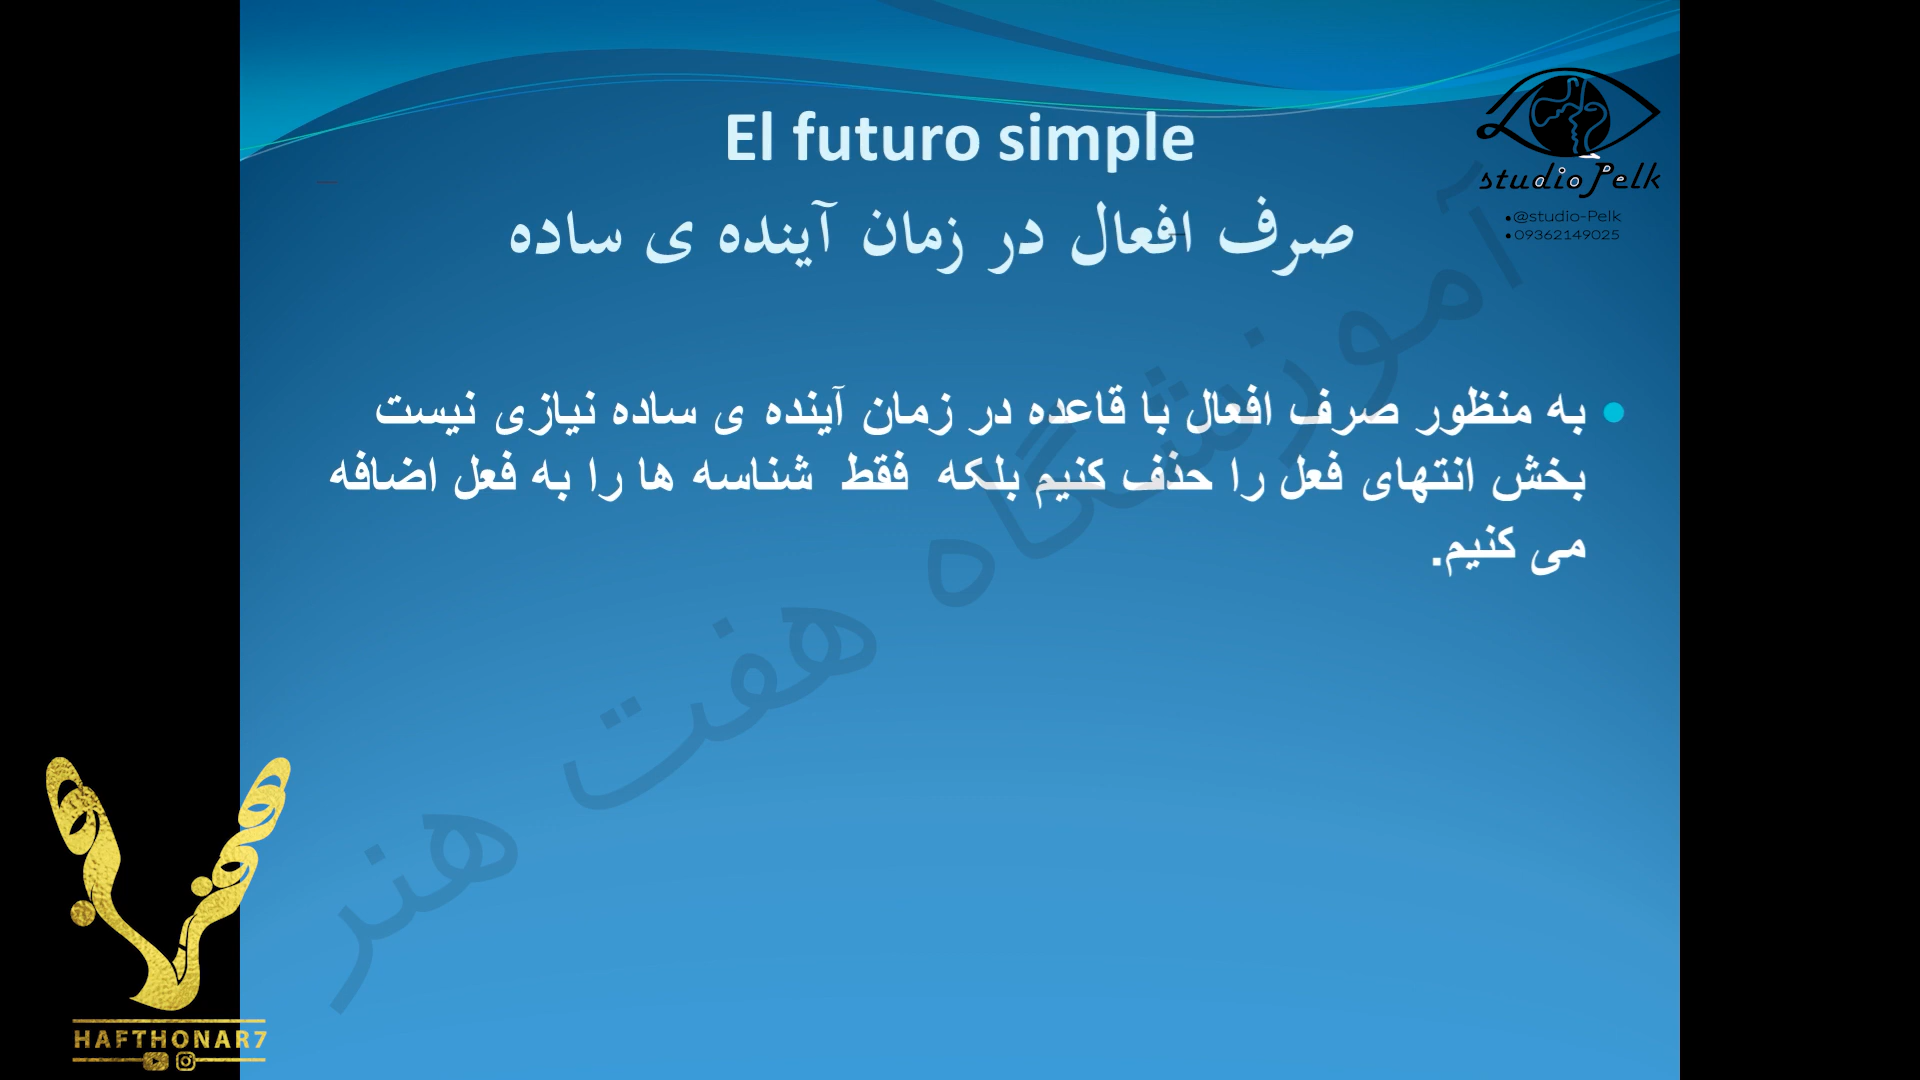 El futuro simple
صرف افعال در زمان آینده ی ساده
studio Pelk
@studio-Pelk
09362149025
به منظور صرف افعال با قاعده در زمان آینده ی ساده نیازی نیست
بخش انتهای فعل را حذف کنیم بلکه فقط شناسه ها را به فعل اضافه
می کنیم.
آموزشگاه هفت هنر
HAFTHONAR7